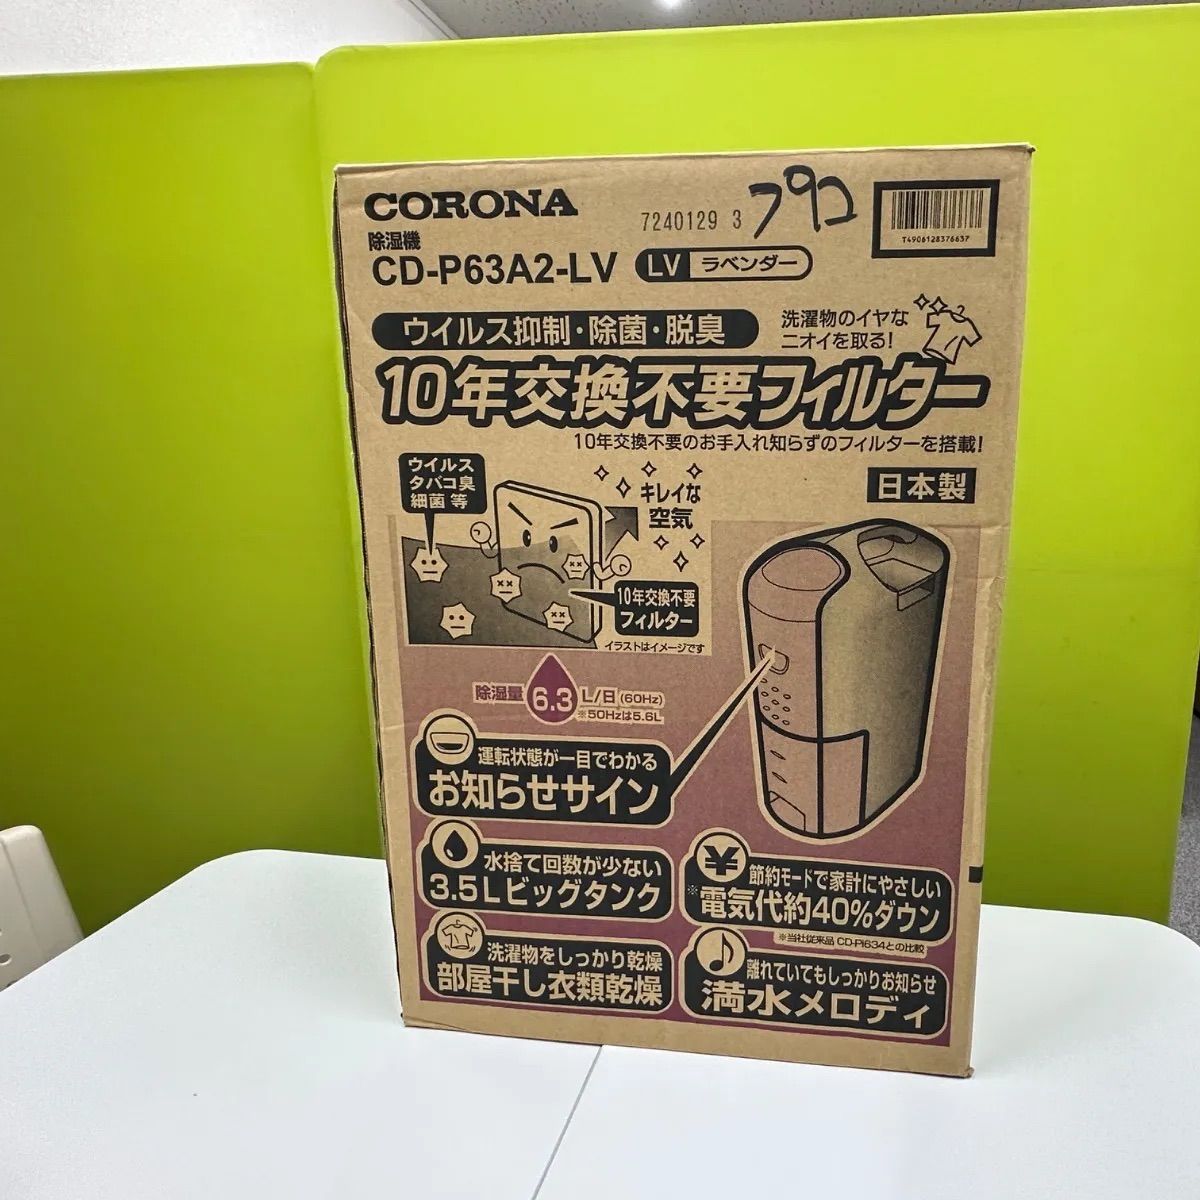 CORONA
7240129 3
792
T4906128376637
除湿機
CD-P63A2-LV
LV ラベンダー
ウイルス抑制・除菌・脱臭
洗濯物のイヤな
ニオイを取る!
10年交換不要フィルター
10年交換不要のお手入れ知らずのフィルターを搭載!
日本製
ウイルス
タバコ臭
細菌 等
キレイな
空気
10年交換不要
フィルター
イラストはイメージです
除湿量 6.3 L/日 (60Hz)
※50Hzは5.6L
運転状態が一目でわかる
お知らせサイン
水捨て回数が少ない
3.5Lビッグタンク
節約モードで家計にやさしい
※電気代約40%ダウン
※当社従来品 CD-Pi634との比較
洗濯物をしっかり乾燥
部屋干し衣類乾燥
離れていてもしっかりお知らせ
満水メロディ